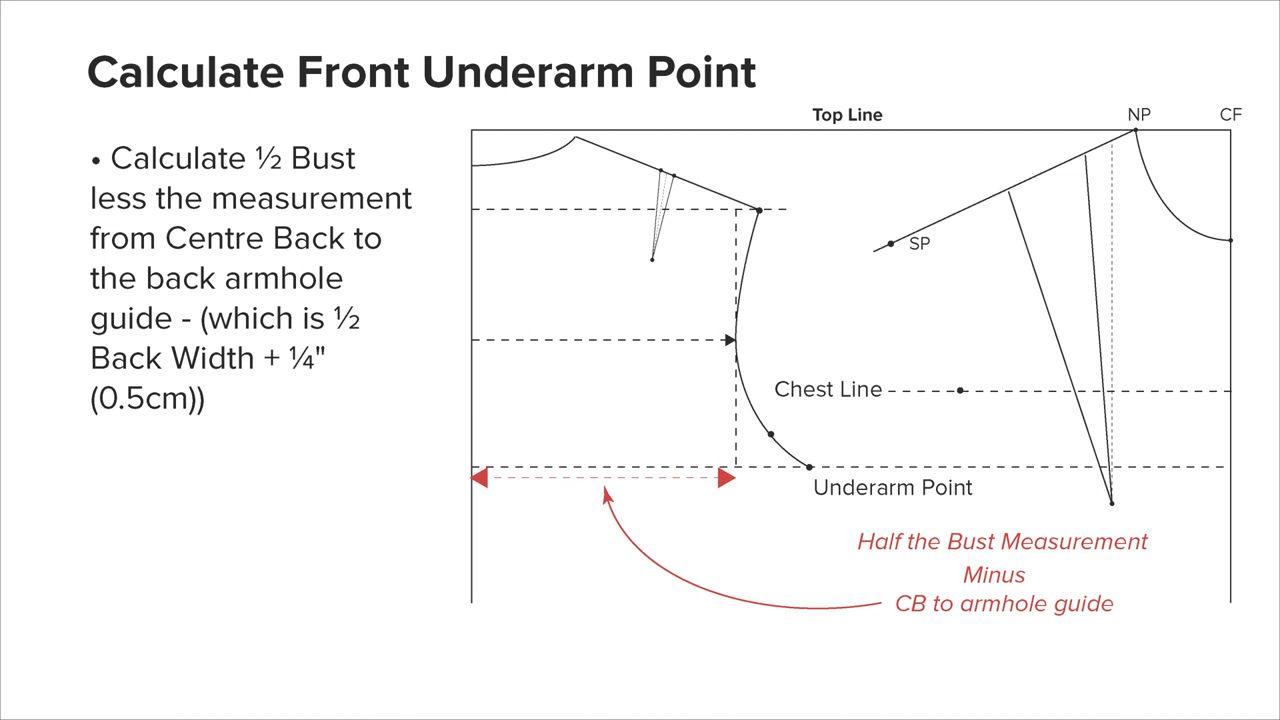 Calculate Front Underarm Point
• Calculate ½ Bust
less the measurement
from Centre Back to
the back armhole
guide - (which is ½
Back Width + ¼"
(0.5cm))
Top Line
NP
CF
SP
Chest Line
Underarm Point
Half the Bust Measurement
Minus
CB to armhole guide